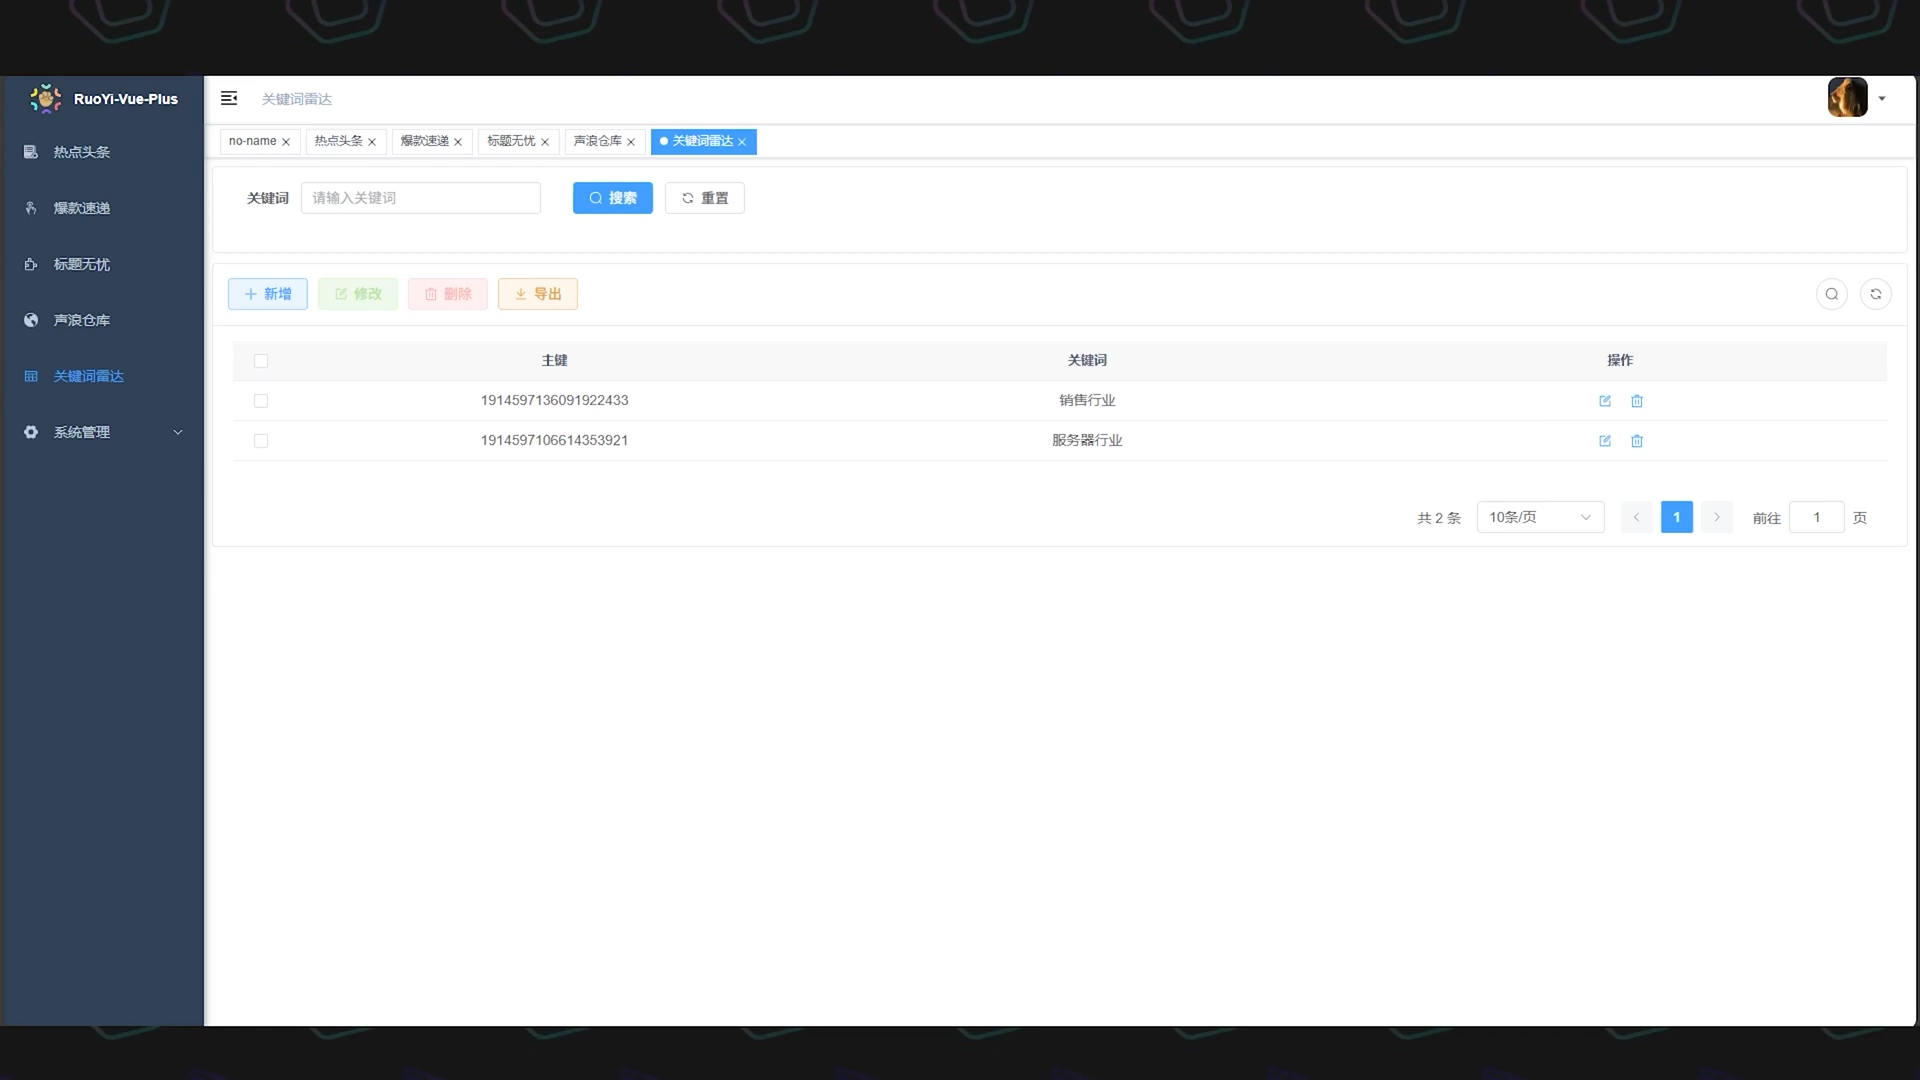 RuoYi-Vue-Plus
关键词雷达
no-name
热点头条
爆款速递
标题无忧
声浪仓库
关键词雷达
热点头条
爆款速递
标题无忧
声浪仓库
关键词雷达
系统管理
关键词 请输入关键词 搜索 重置
新增 修改 删除 导出
主键 关键词 操作
1914597136091922433 销售行业
1914597106614353921 服务器行业
共 2 条 10条/页 1 前往 1 页